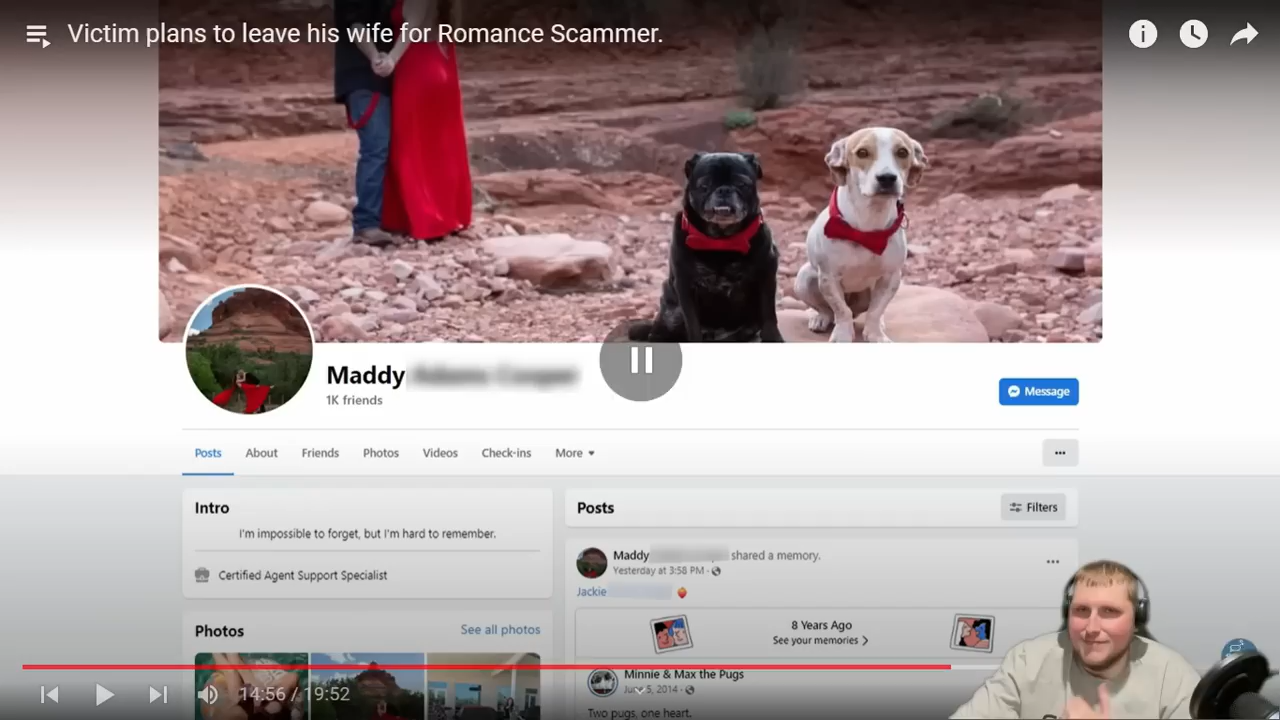 Victim plans to leave his wife for Romance Scammer.
Maddy
1K friends
Message
Posts
About
Friends
Photos
Videos
Check-ins
More
Intro
I'm impossible to forget, but I'm hard to remember.
Certified Agent Support Specialist
Photos
See all photos
Posts
Filters
Maddy shared a memory.
Yesterday at 3:58 PM ·
Jackie
8 Years Ago
See your memories
Minnie & Max the Pugs
5, 2014 ·
Two pugs, one heart.
14:56 / 19:52